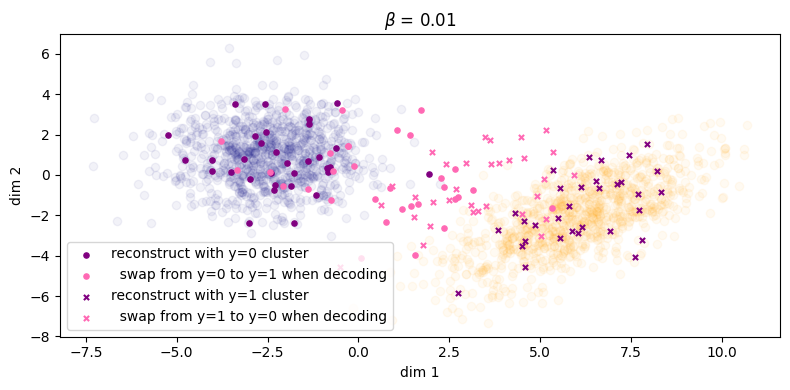 β = 0.01
dim 2
6
4
2
0
−2
−4
−6
−8
reconstruct with y=0 cluster
swap from y=0 to y=1 when decoding
reconstruct with y=1 cluster
swap from y=1 to y=0 when decoding
−7.5 −5.0 −2.5 0.0 2.5 5.0 7.5 10.0
dim 1